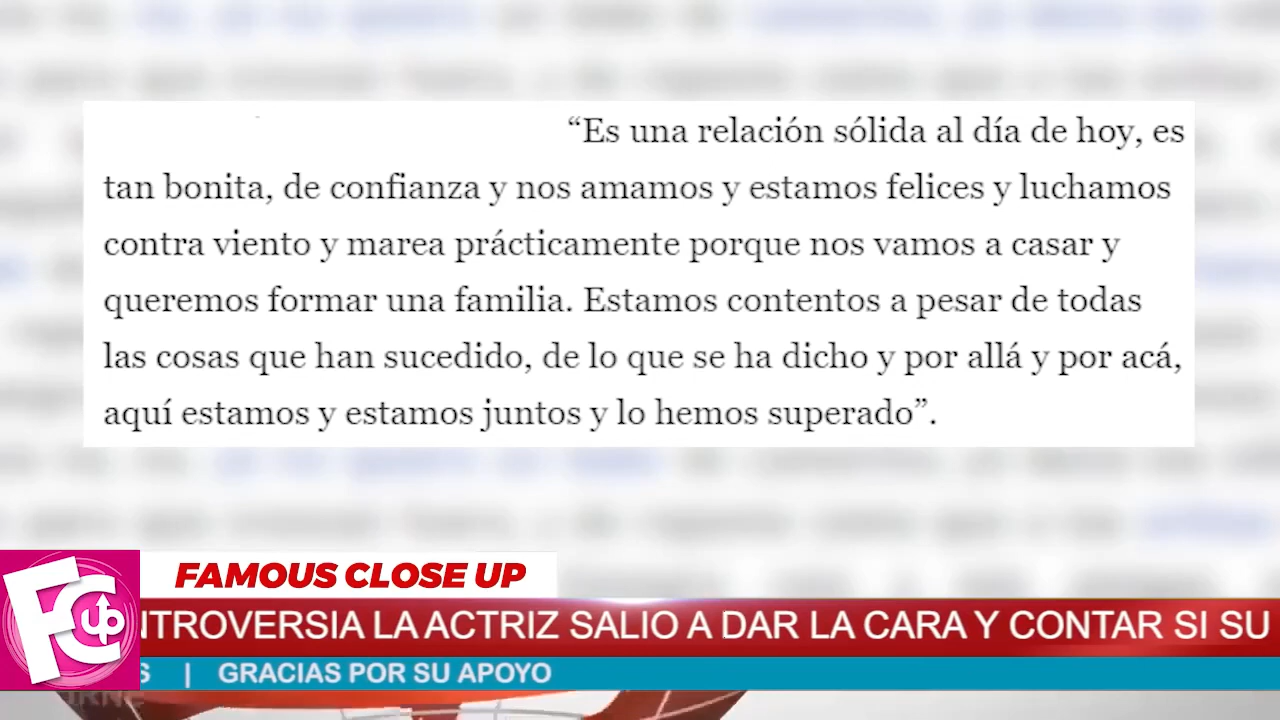 “Es una relación sólida al día de hoy, es
tan bonita, de confianza y nos amamos y estamos felices y luchamos
contra viento y marea prácticamente porque nos vamos a casar y
queremos formar una familia. Estamos contentos a pesar de todas
las cosas que han sucedido, de lo que se ha dicho y por allá y por acá,
aquí estamos y estamos juntos y lo hemos superado”.
FAMOUS CLOSE UP
FC up
NTROVERSIA LA ACTRIZ SALIO A DAR LA CARA Y CONTAR SI SU
S | GRACIAS POR SU APOYO